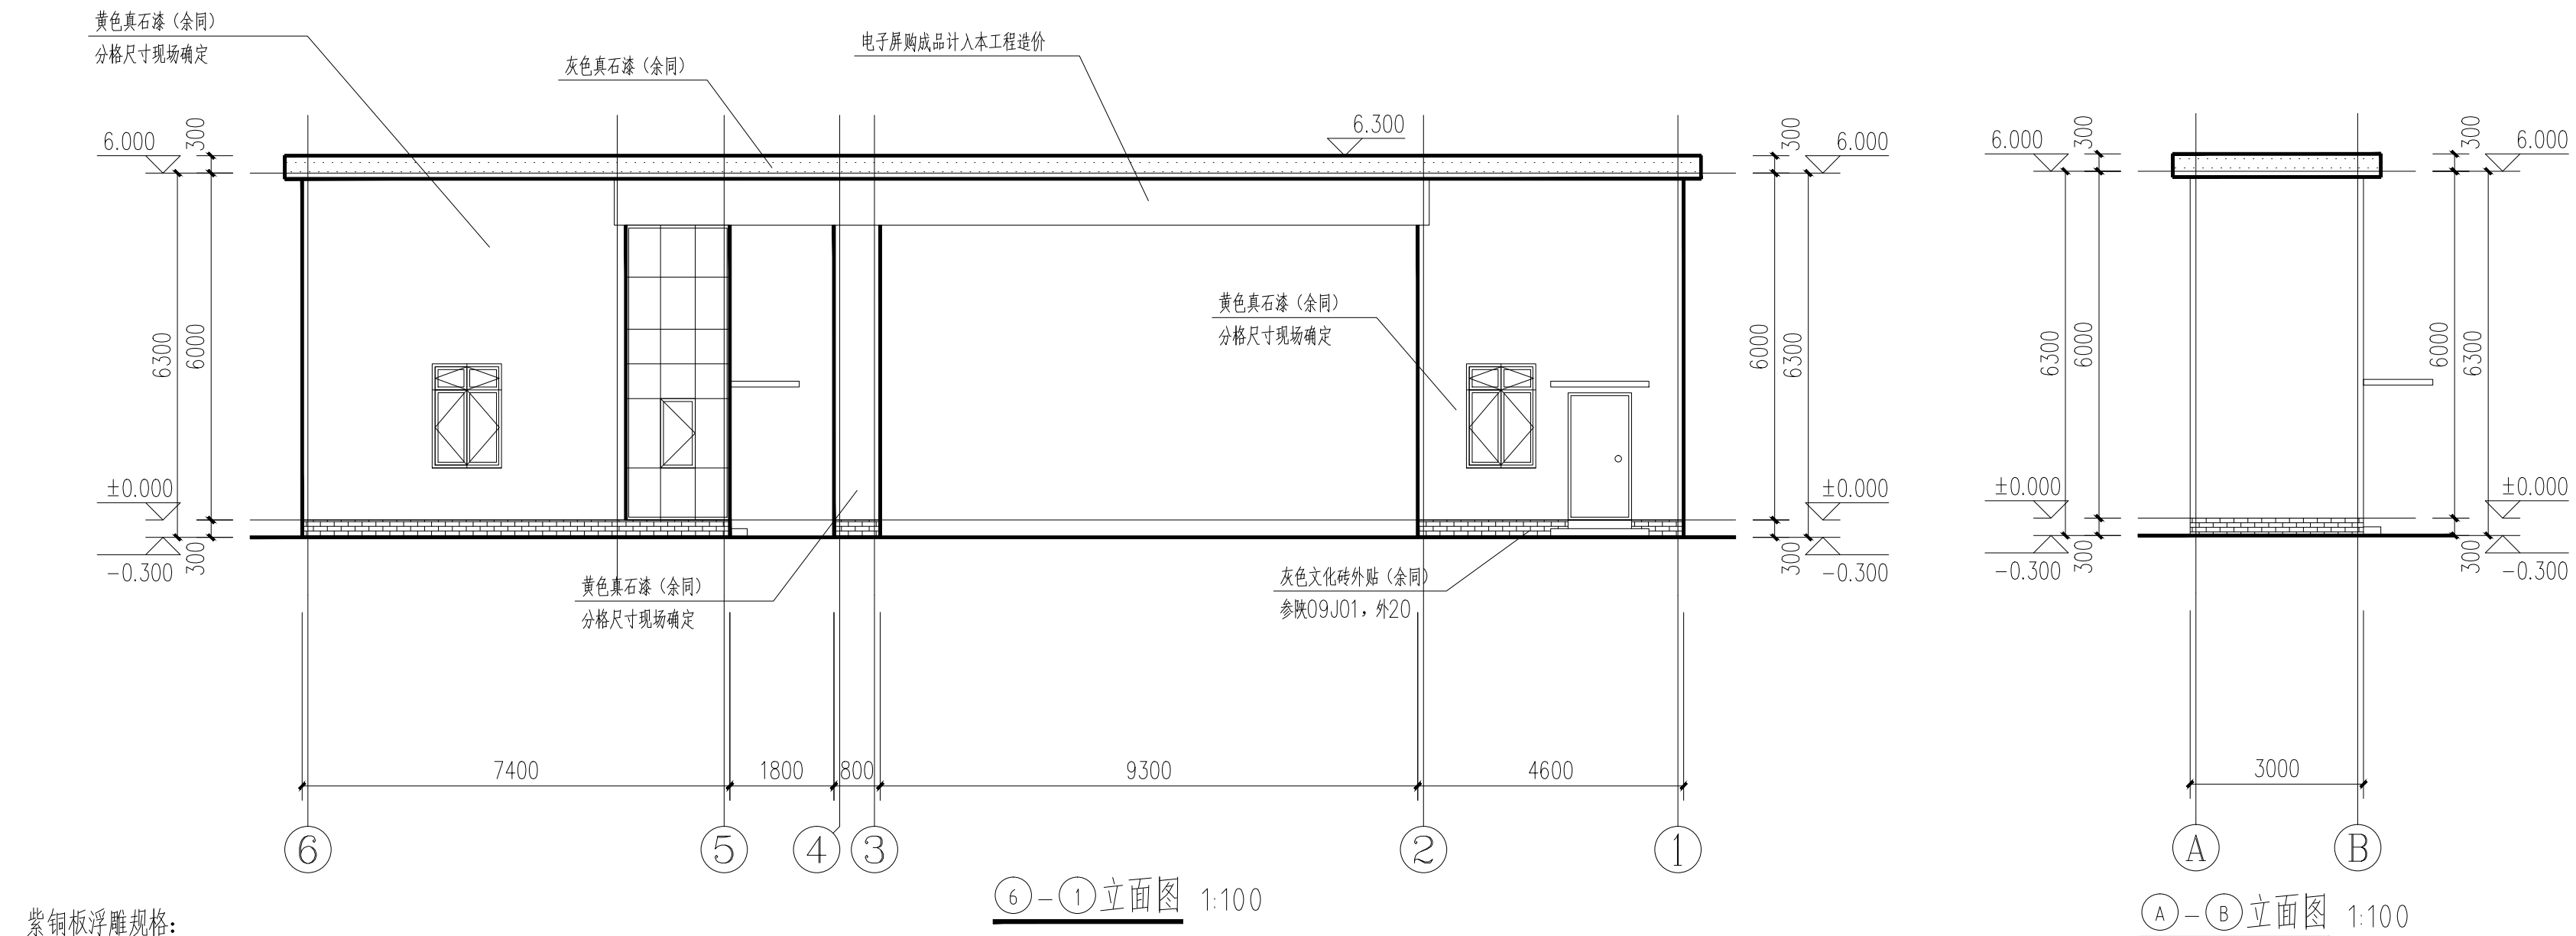 黄色真石漆（余同）
分格尺寸现场确定
灰色真石漆（余同）
电子屏购成品计入本工程造价
6.300
6.000
300
300
6.000
6.000
300
300
6.000
黄色真石漆（余同）
分格尺寸现场确定
6300
6000
6000
6300
6300
6000
6000
6300
±0.000
±0.000
±0.000
±0.000
-0.300
300
300
-0.300
-0.300
300
300
-0.300
黄色真石漆（余同）
分格尺寸现场确定
灰色文化砖外贴（余同）
参陕09J01，外20
7400
1800
800
9300
4600
3000
6
5
4
3
2
1
A
B
6-1立面图 1:100
A-B立面图 1:100
紫铜板浮雕规格：